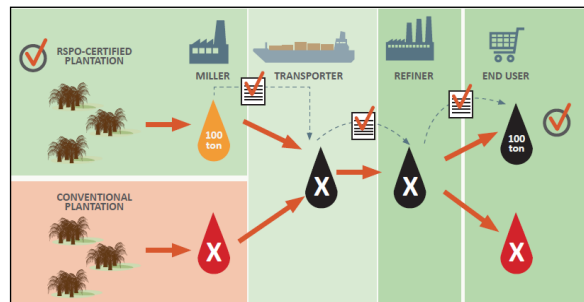 RSPO-CERTIFIED
PLANTATION
MILLER
TRANSPORTER
REFINER
END USER
100
ton
X
X
100
ton
CONVENTIONAL
PLANTATION
X
X